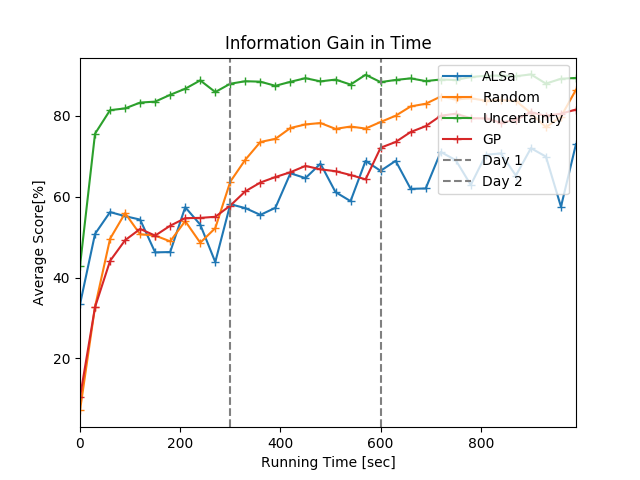 Information Gain in Time
ALSa
Random
Uncertainty
GP
Day 1
Day 2
Average Score[%]
80
60
40
20
0
200
400
600
800
Running Time [sec]